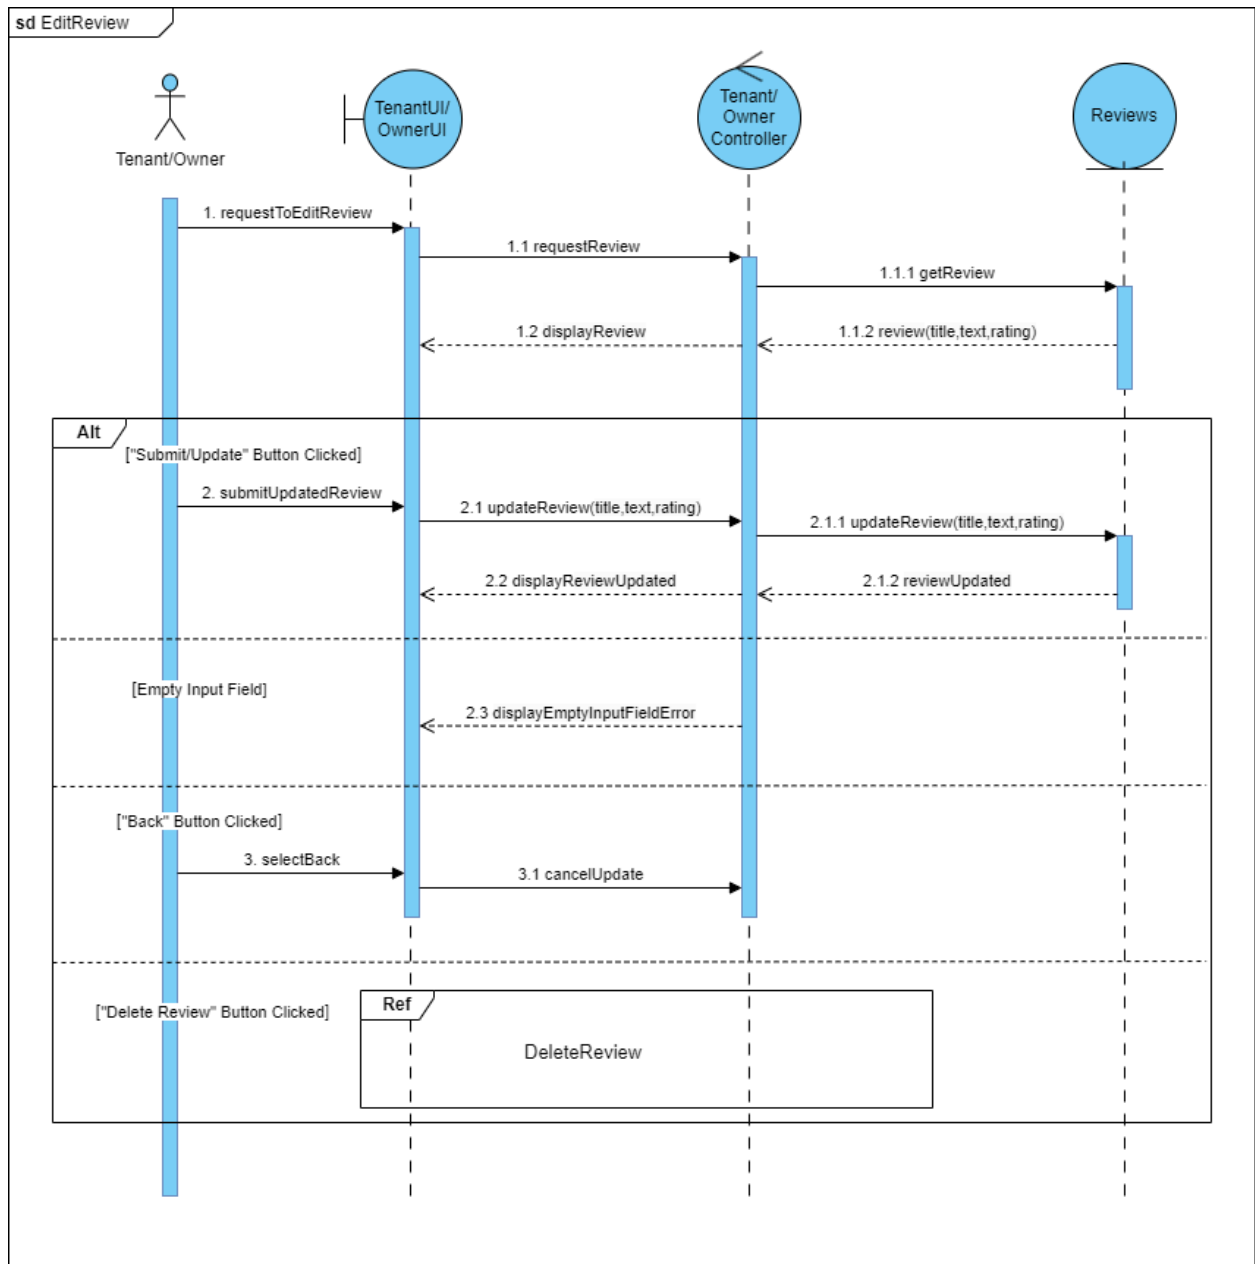 sd EditReview
TenantUI/
OwnerUI
Tenant/
Owner
Controller
Reviews
Tenant/Owner
1. requestToEditReview
1.1 requestReview
1.1.1 getReview
1.2 displayReview
1.1.2 review(title,text,rating)
Alt
["Submit/Update" Button Clicked]
2. submitUpdatedReview
2.1 updateReview(title,text,rating)
2.1.1 updateReview(title,text,rating)
2.2 displayReviewUpdated
2.1.2 reviewUpdated
[Empty Input Field]
2.3 displayEmptyInputFieldError
["Back" Button Clicked]
3. selectBack
3.1 cancelUpdate
["Delete Review" Button Clicked]
Ref
DeleteReview